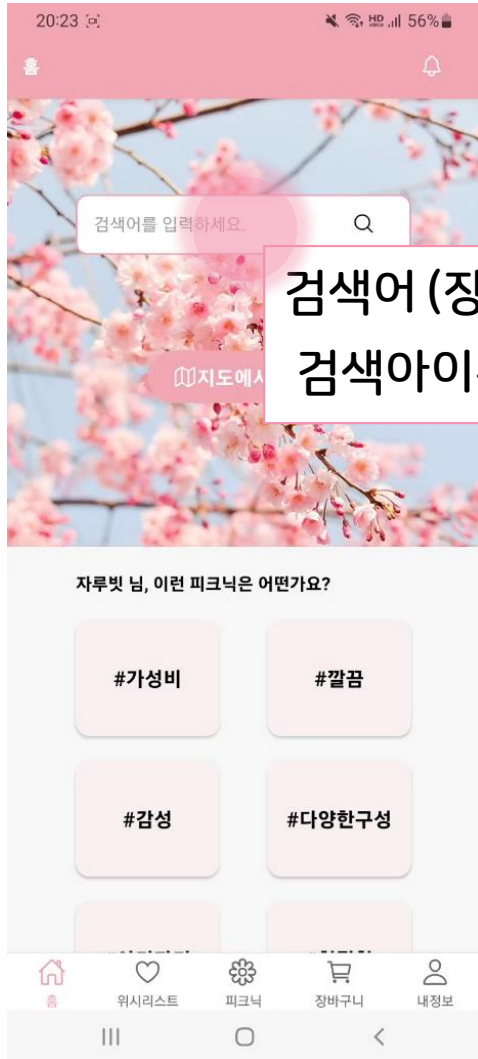 20:23 56%
홈
검색어를 입력하세요.
검색어 (장
검색아이
지도에서
자루빗 님, 이런 피크닉은 어떤가요?
#가성비 #깔끔
#감성 #다양한구성
홈 위시리스트 피크닉 장바구니 내정보